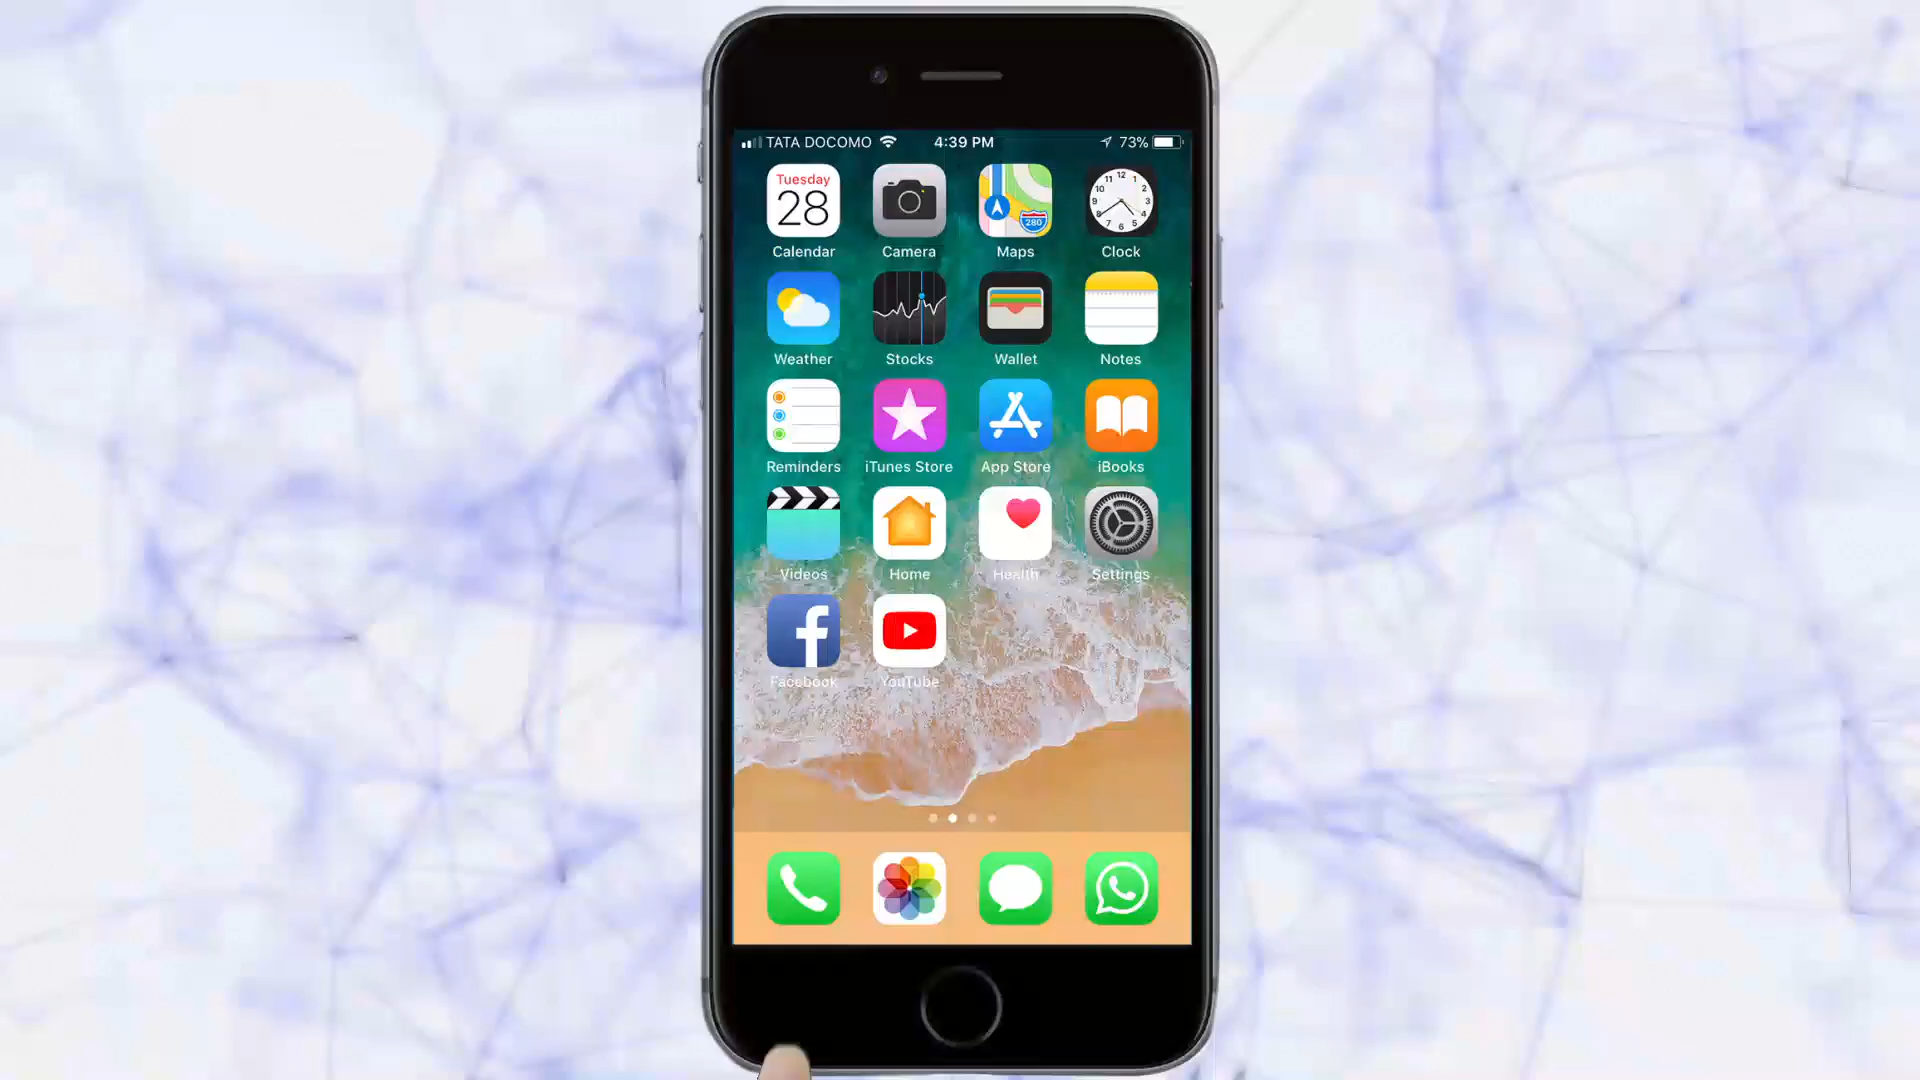 TATA DOCOMO 4:39 PM 73%
Tuesday
28
280
Calendar Camera Maps Clock
Weather Stocks Wallet Notes
Reminders iTunes Store App Store iBooks
Videos Home Health Settings
Facebook YouTube